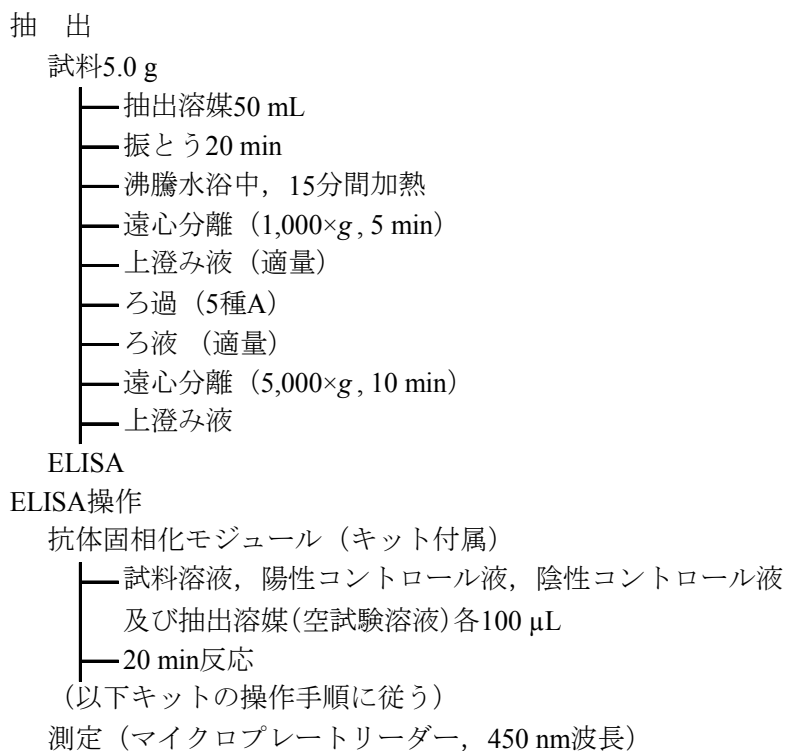 抽　出
試料5.0 g
抽出溶媒50 mL
振とう20 min
沸騰水浴中，15分間加熱
遠心分離（1,000×g , 5 min）
上澄み液（適量）
ろ過（5種A）
ろ液 （適量）
遠心分離（5,000×g , 10 min）
上澄み液
ELISA
ELISA操作
抗体固相化モジュール（キット付属）
試料溶液，陽性コントロール液，陰性コントロール液
及び抽出溶媒(空試験溶液)各100 µL
20 min反応
（以下キットの操作手順に従う）
測定（マイクロプレートリーダー，450 nm波長）